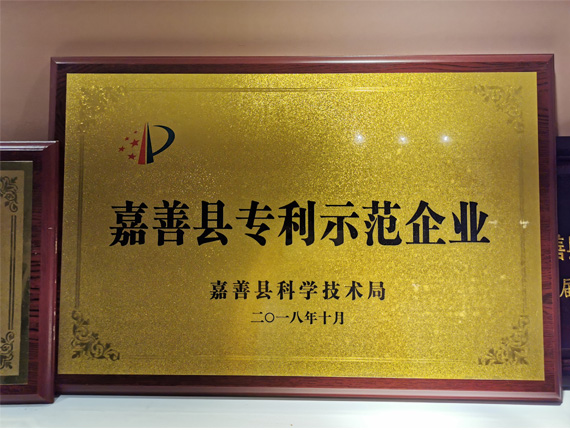 嘉善县专利示范企业
嘉善县科学技术局
二〇一八年十月